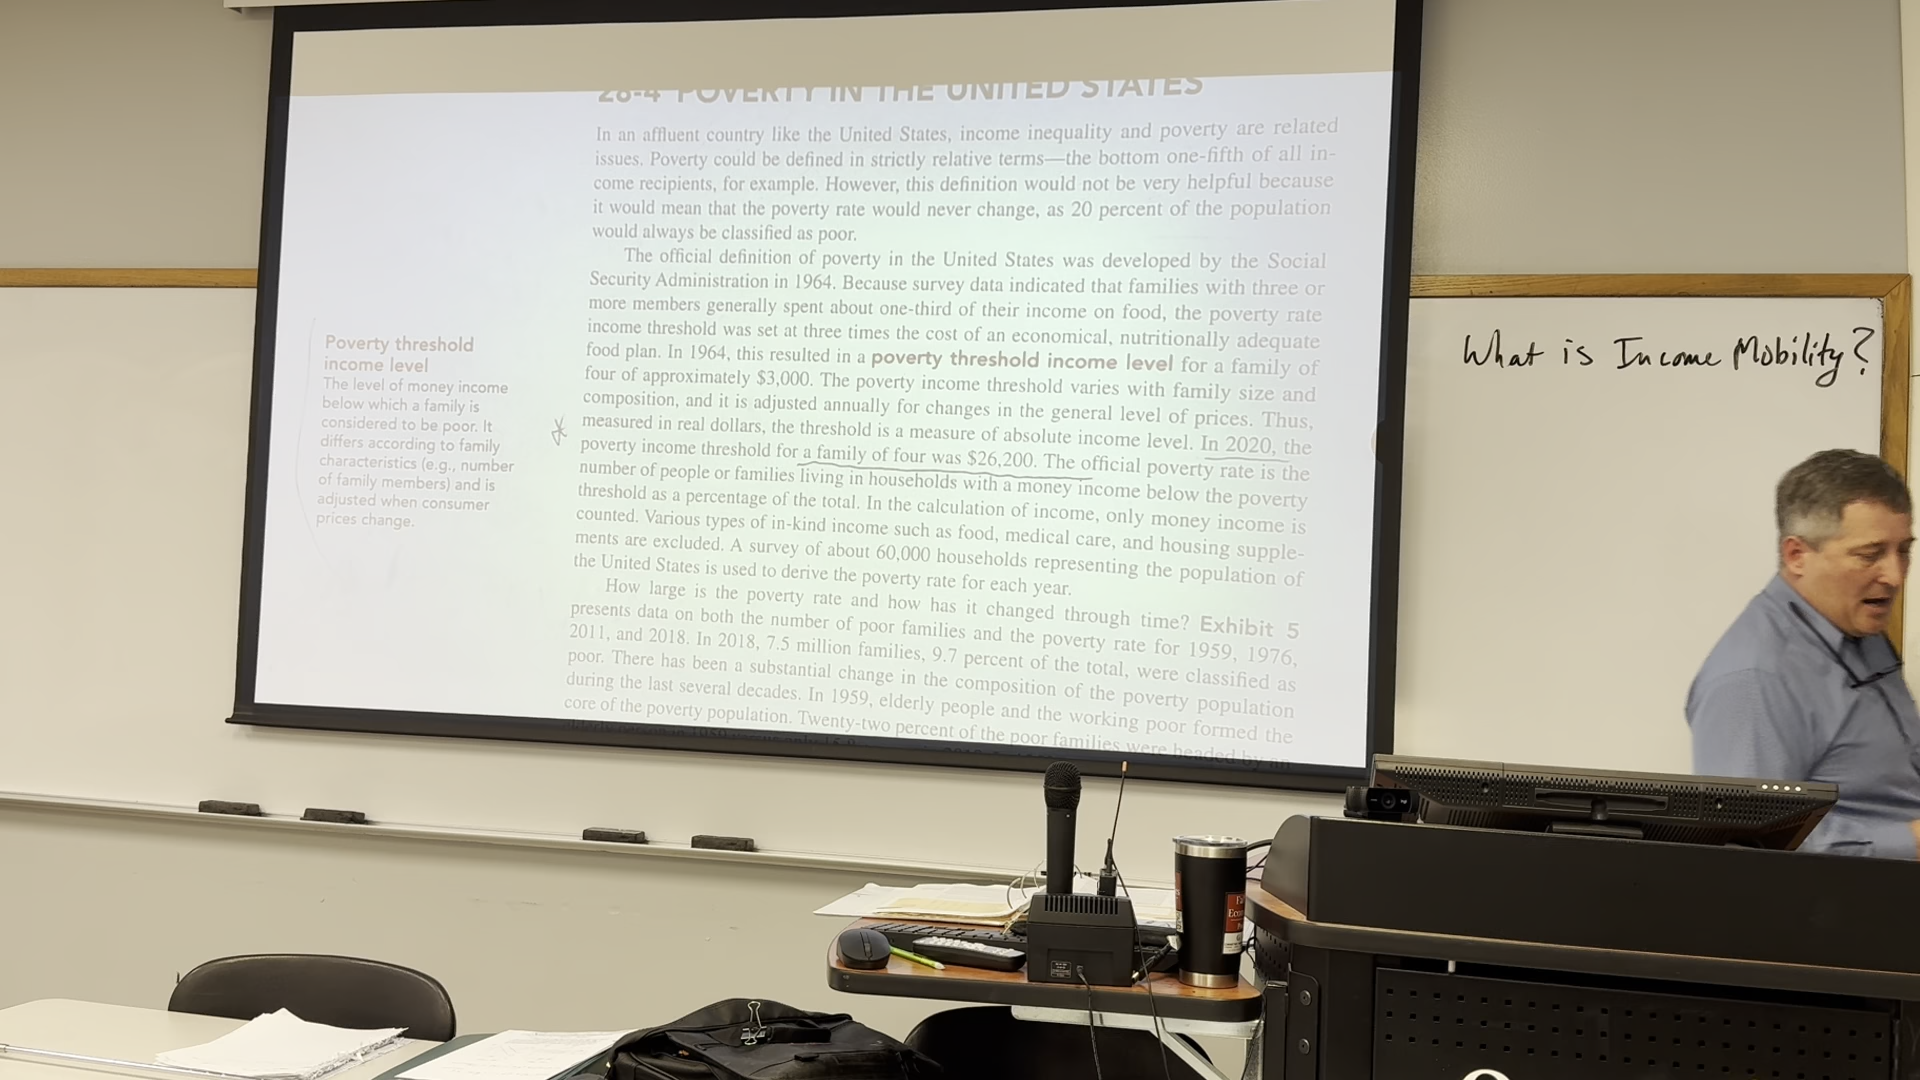 28-4 POVERTY IN THE UNITED STATES
In an affluent country like the United States, income inequality and poverty are related
issues. Poverty could be defined in strictly relative terms—the bottom one-fifth of all in-
come recipients, for example. However, this definition would not be very helpful because
it would mean that the poverty rate would never change, as 20 percent of the population
would always be classified as poor.
The official definition of poverty in the United States was developed by the Social
Security Administration in 1964. Because survey data indicated that families with three or
more members generally spent about one-third of their income on food, the poverty rate
income threshold was set at three times the cost of an economical, nutritionally adequate
food plan. In 1964, this resulted in a poverty threshold income level for a family of
four of approximately $3,000. The poverty income threshold varies with family size and
composition, and it is adjusted annually for changes in the general level of prices. Thus,
measured in real dollars, the threshold is a measure of absolute income level. In 2020, the
poverty income threshold for a family of four was $26,200. The official poverty rate is the
number of people or families living in households with a money income below the poverty
threshold as a percentage of the total. In the calculation of income, only money income is
counted. Various types of in-kind income such as food, medical care, and housing supple-
ments are excluded. A survey of about 60,000 households representing the population of
the United States is used to derive the poverty rate for each year.
How large is the poverty rate and how has it changed through time? Exhibit 5
presents data on both the number of poor families and the poverty rate for 1959, 1976,
2011, and 2018. In 2018, 7.5 million families, 9.7 percent of the total, were classified as
poor. There has been a substantial change in the composition of the poverty population
during the last several decades. In 1959, elderly people and the working poor formed the
core of the poverty population. Twenty-two percent of the poor families were headed by an
Poverty threshold
income level
The level of money income
below which a family is
considered to be poor. It
differs according to family
characteristics (e.g., number
of family members) and is
adjusted when consumer
prices change.
What is Income Mobility?